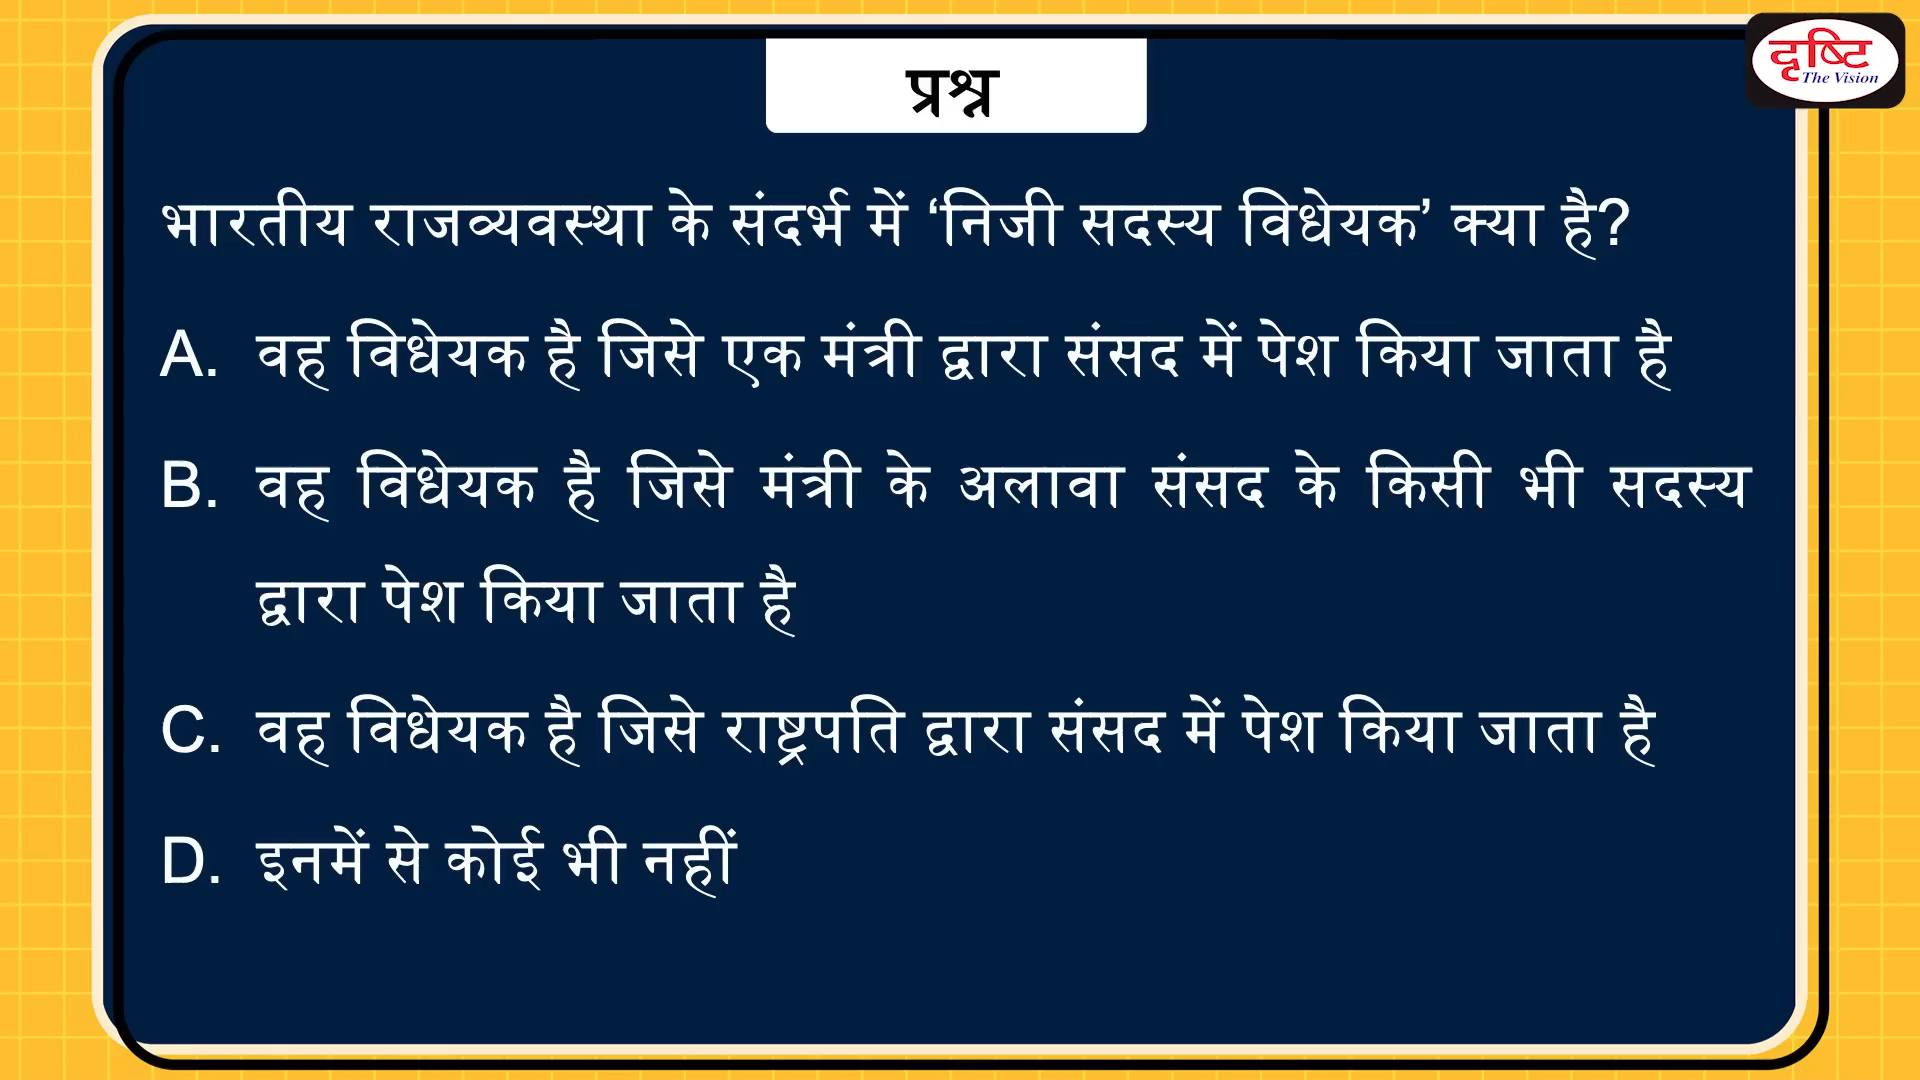 दृष्टि
The Vision
प्रश्न
भारतीय राजव्यवस्था के संदर्भ में ‘निजी सदस्य विधेयक’ क्या है?
A. वह विधेयक है जिसे एक मंत्री द्वारा संसद में पेश किया जाता है
B. वह विधेयक है जिसे मंत्री के अलावा संसद के किसी भी सदस्य
द्वारा पेश किया जाता है
C. वह विधेयक है जिसे राष्ट्रपति द्वारा संसद में पेश किया जाता है
D. इनमें से कोई भी नहीं